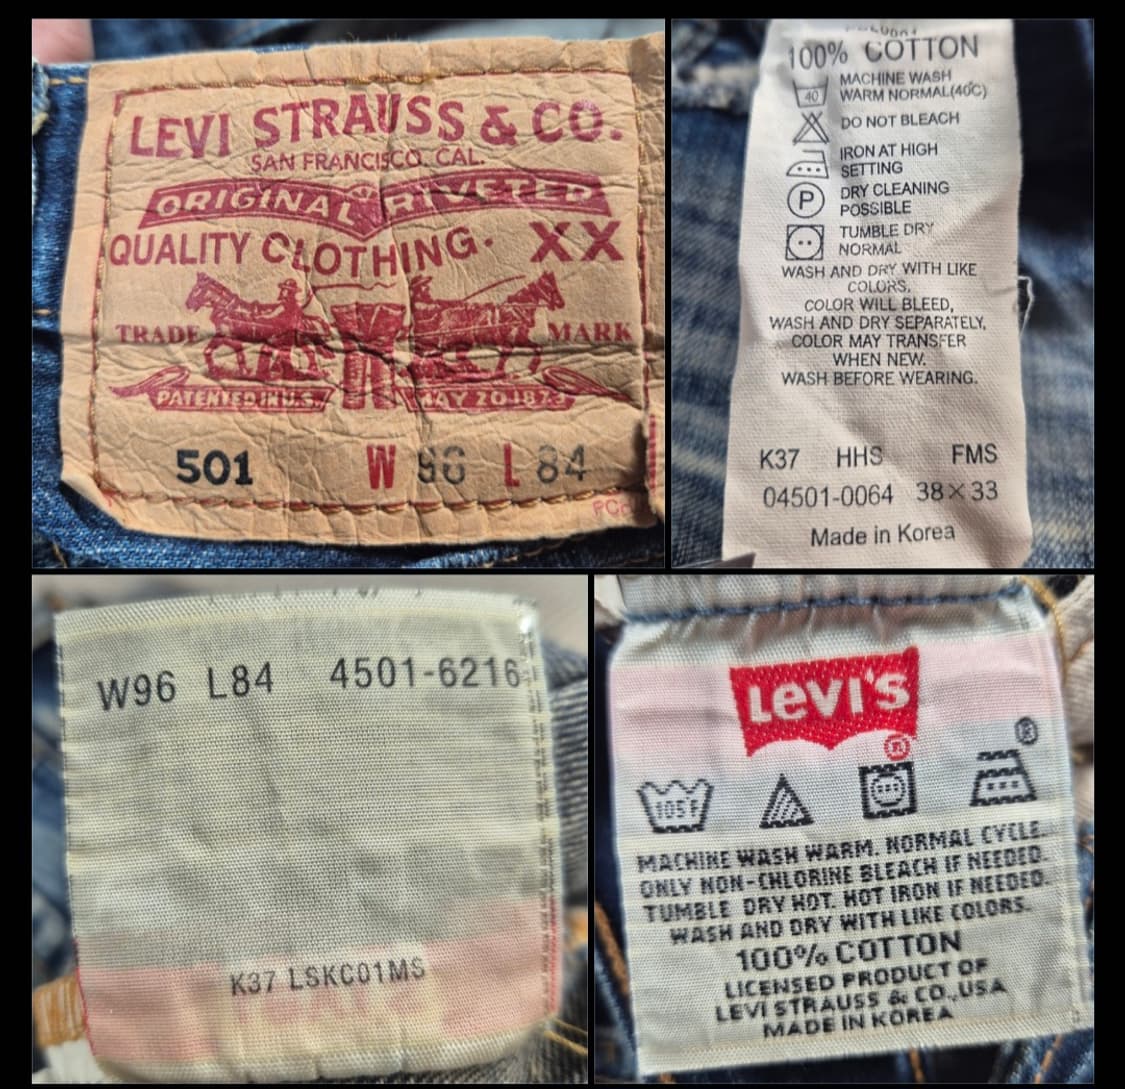 LEVI STRAUSS & CO.
SAN FRANCISCO. CAL.
ORIGINAL RIVETED
QUALITY CLOTHING. XX
TRADE MARK
PATENTED IN U.S. MAY 20 1873
501 W 96 L 84
100% COTTON
40 MACHINE WASH
WARM NORMAL(40C)
DO NOT BLEACH
IRON AT HIGH
SETTING
P DRY CLEANING
POSSIBLE
TUMBLE DRY
NORMAL
WASH AND DRY WITH LIKE
COLORS.
COLOR WILL BLEED,
WASH AND DRY SEPARATELY,
COLOR MAY TRANSFER
WHEN NEW.
WASH BEFORE WEARING.
K37 HHS FMS
04501-0064 38×33
Made in Korea
W96 L84 4501-6216
K37 LSKC01MS
Levi's
®
®
105°F
MACHINE WASH WARM. NORMAL CYCLE.
ONLY NON-CHLORINE BLEACH IF NEEDED.
TUMBLE DRY HOT. HOT IRON IF NEEDED.
WASH AND DRY WITH LIKE COLORS.
100% COTTON
LICENSED PRODUCT OF
LEVI STRAUSS & CO.,USA
MADE IN KOREA